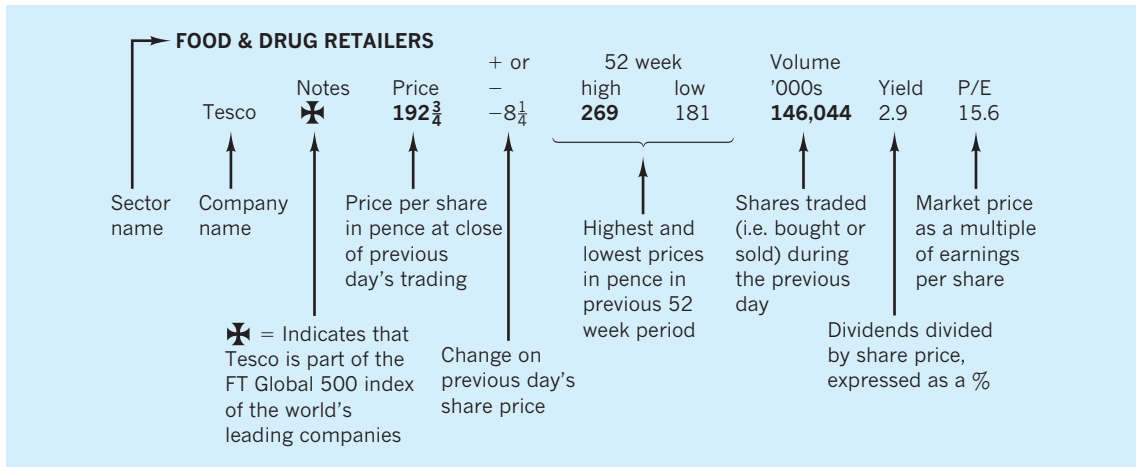 FOOD & DRUG RETAILERS
+ or 52 week Volume
Notes Price – high low '000s Yield P/E
Tesco ✠ 192¾ –8¼ 269 181 146,044 2.9 15.6
Sector
name
Company
name
Price per share
in pence at close
of previous
day's trading
Highest and
lowest prices
in pence in
previous 52
week period
Shares traded
(i.e. bought or
sold) during
the previous
day
Market price
as a multiple
of earnings
per share
✠ = Indicates that
Tesco is part of the
FT Global 500 index
of the world's
leading companies
Change on
previous day's
share price
Dividends divided
by share price,
expressed as a %